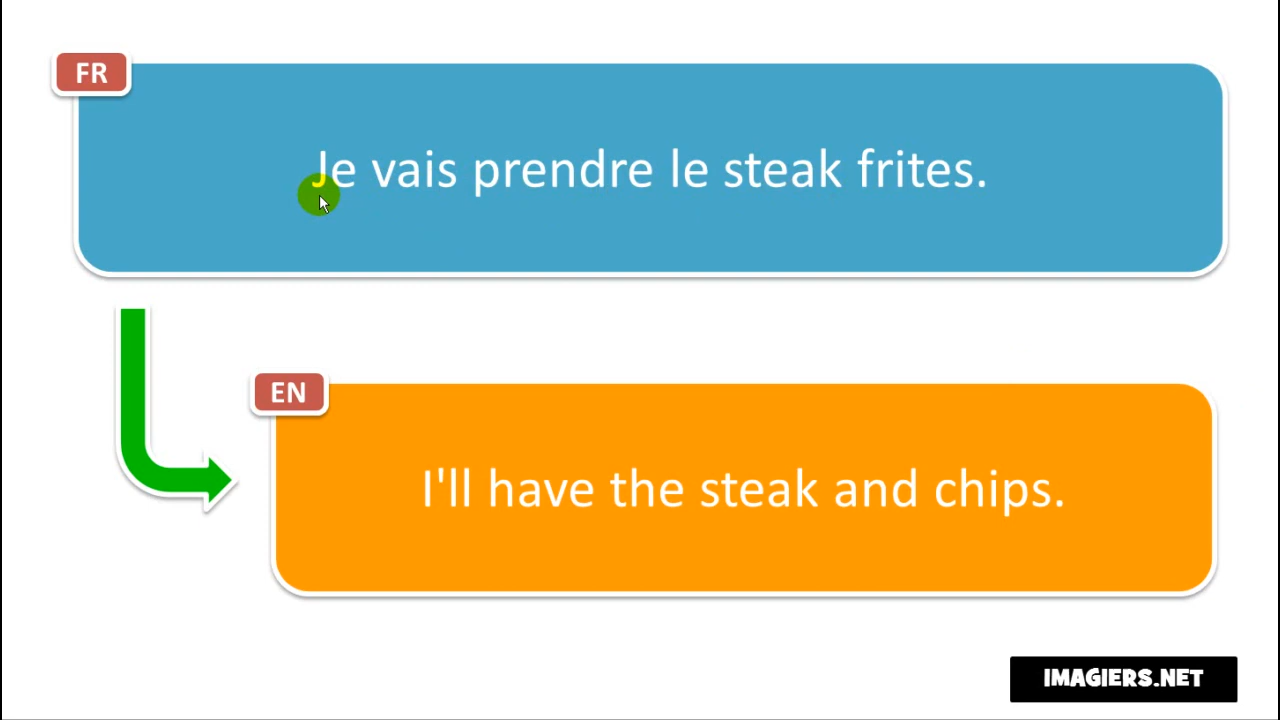 FR
Je vais prendre le steak frites.
EN
I'll have the steak and chips.
IMAGIERS.NET